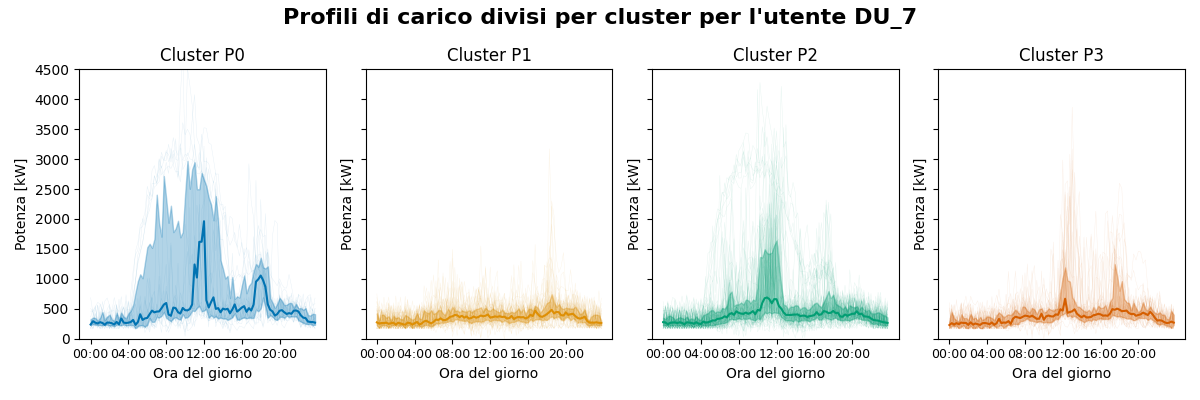 Profili di carico divisi per cluster per l'utente DU_7
Cluster P0
Cluster P1
Cluster P2
Cluster P3
4500
4000
3500
3000
2500
2000
1500
1000
500
0
Potenza [kW]
Potenza [kW]
Potenza [kW]
Potenza [kW]
00:00 04:00 08:00 12:00 16:00 20:00
00:00 04:00 08:00 12:00 16:00 20:00
00:00 04:00 08:00 12:00 16:00 20:00
00:00 04:00 08:00 12:00 16:00 20:00
Ora del giorno
Ora del giorno
Ora del giorno
Ora del giorno